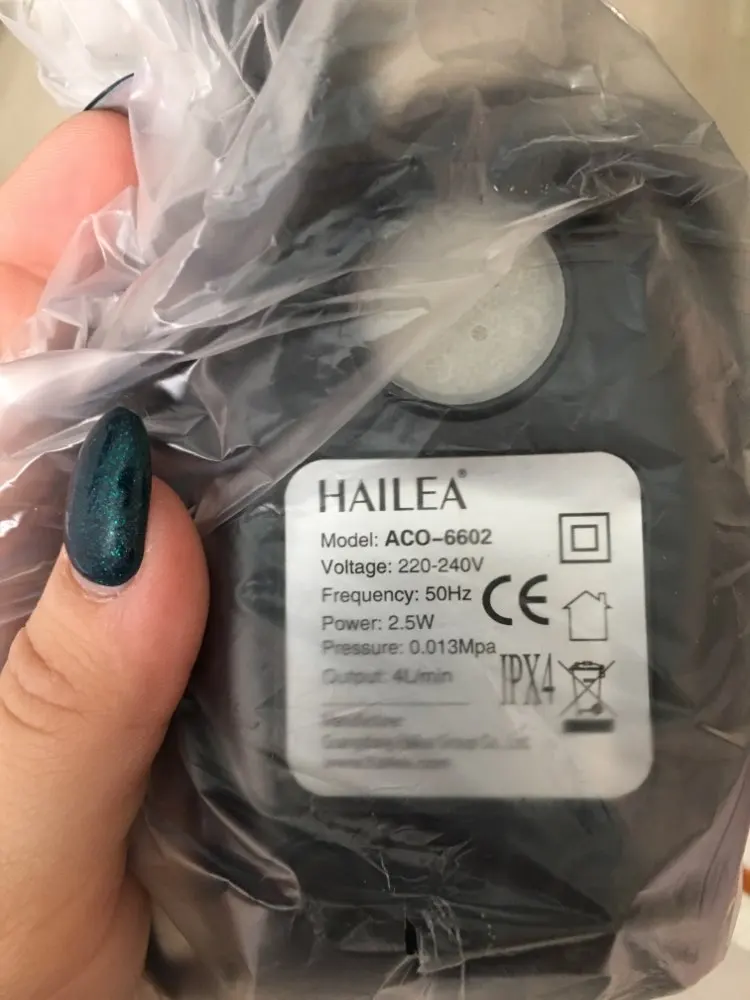 HAILEA®
Model: ACO-6602
Voltage: 220-240V
Frequency: 50Hz
CE
Power: 2.5W
Pressure: 0.013Mpa
Output: 4L/min
IPX4